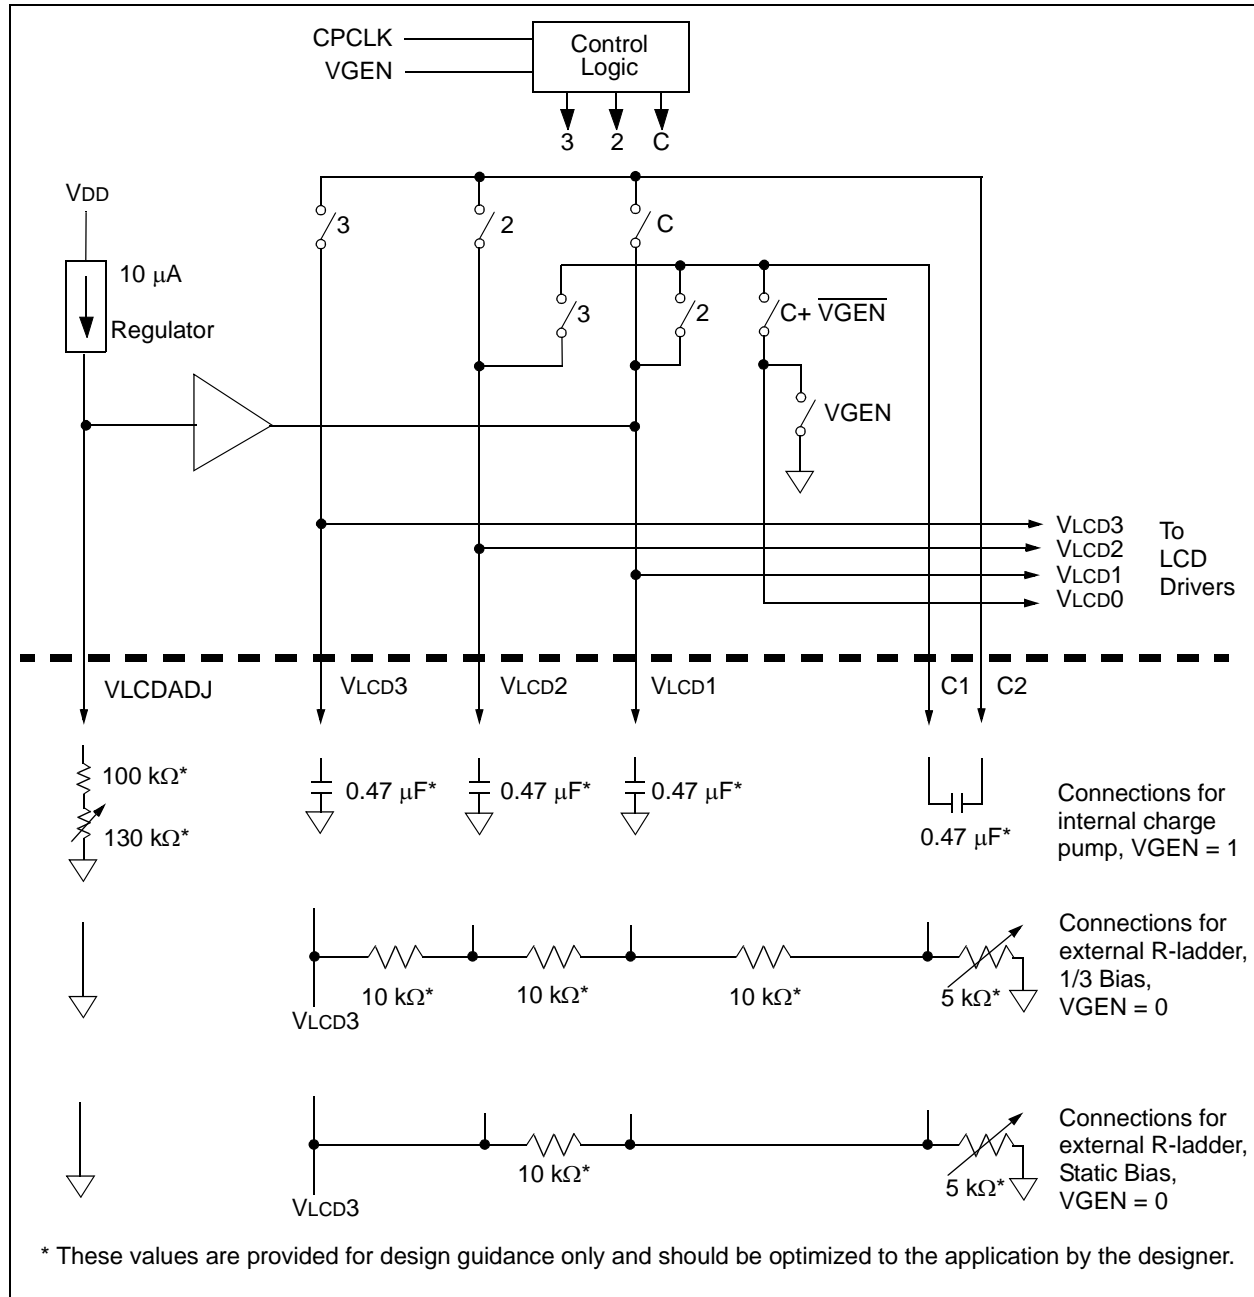 CPCLK
VGEN
Control
Logic
3 2 C
VDD
10 μA
Regulator
3
2
C
3
2
C+ V̅G̅E̅N̅
VGEN
VLCD3
VLCD2
VLCD1
VLCD0
To
LCD
Drivers
VLCDADJ
VLCD3
VLCD2
VLCD1
C1
C2
100 kΩ*
130 kΩ*
0.47 μF*
0.47 μF*
0.47 μF*
0.47 μF*
Connections for
internal charge
pump, VGEN = 1
10 kΩ*
10 kΩ*
10 kΩ*
5 kΩ*
VLCD3
Connections for
external R-ladder,
1/3 Bias,
VGEN = 0
10 kΩ*
5 kΩ*
VLCD3
Connections for
external R-ladder,
Static Bias,
VGEN = 0
* These values are provided for design guidance only and should be optimized to the application by the designer.